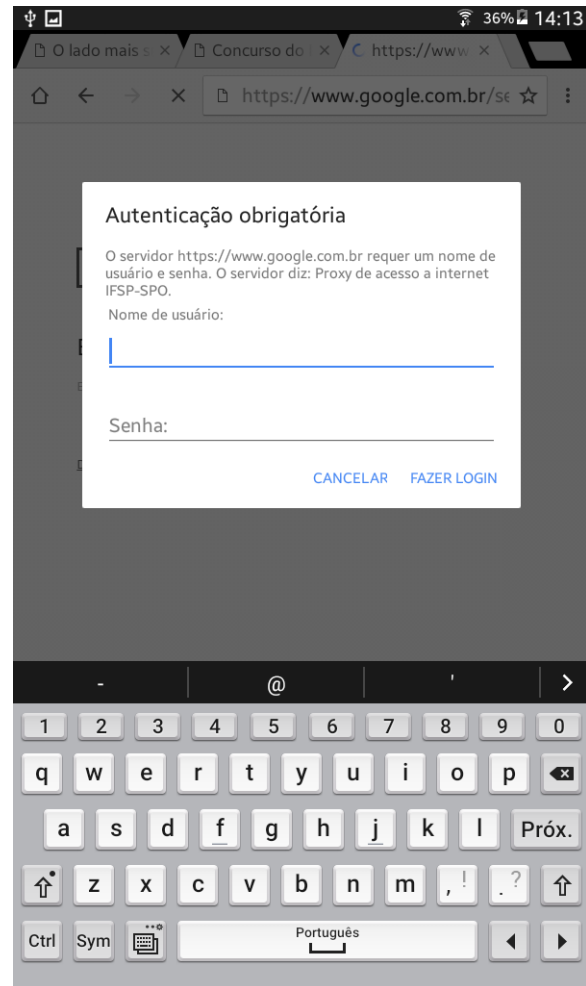 36% 14:13
O lado mais s Concurso do https://www
https://www.google.com.br/se
Autenticação obrigatória
O servidor https://www.google.com.br requer um nome de
usuário e senha. O servidor diz: Proxy de acesso a internet
IFSP-SPO.
Nome de usuário:
Senha:
CANCELAR FAZER LOGIN
- @ '
1 2 3 4 5 6 7 8 9 0
q w e r t y u i o p
a s d f g h j k l Próx.
z x c v b n m , ! . ?
Ctrl Sym Português